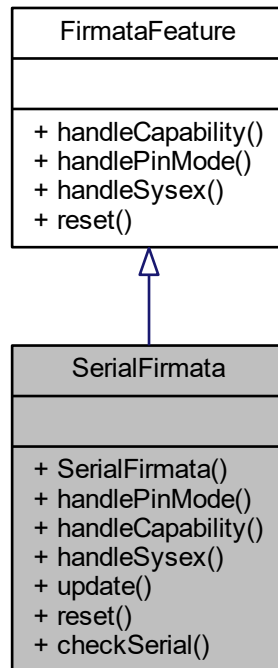 FirmataFeature
+ handleCapability()
+ handlePinMode()
+ handleSysex()
+ reset()
SerialFirmata
+ SerialFirmata()
+ handlePinMode()
+ handleCapability()
+ handleSysex()
+ update()
+ reset()
+ checkSerial()